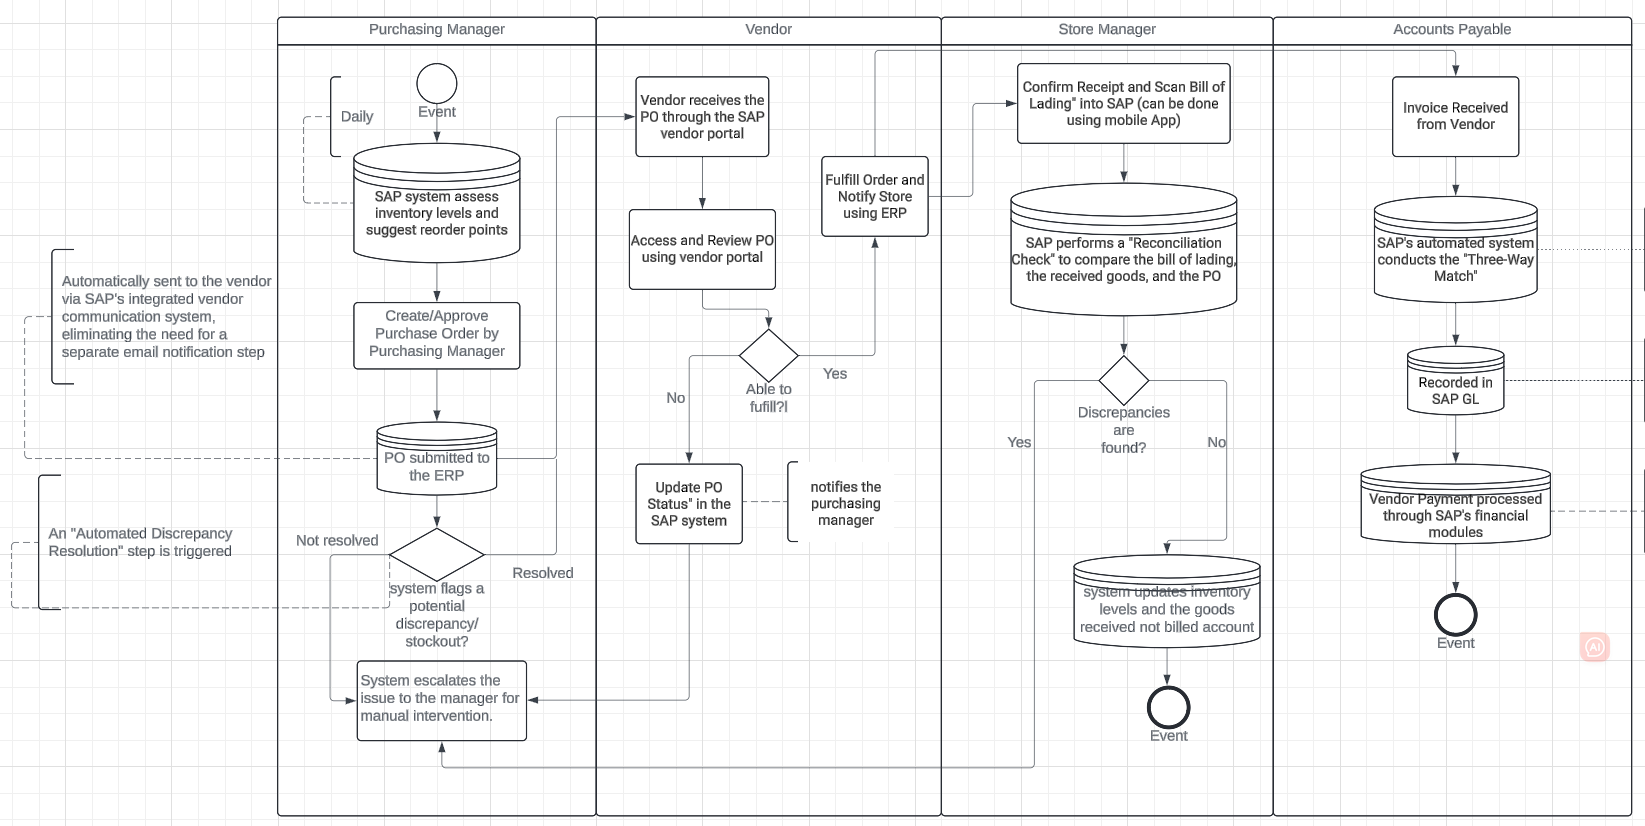 Purchasing Manager
Vendor
Store Manager
Accounts Payable
Event
Daily
SAP system assess
inventory levels and
suggest reorder points
Automatically sent to the vendor
via SAP's integrated vendor
communication system,
eliminating the need for a
separate email notification step
Create/Approve
Purchase Order by
Purchasing Manager
PO submitted to
the ERP
An "Automated Discrepancy
Resolution" step is triggered
Not resolved
Resolved
system flags a
potential
discrepancy/
stockout?
System escalates the
issue to the manager for
manual intervention.
Vendor receives the
PO through the SAP
vendor portal
Access and Review PO
using vendor portal
Fulfill Order and
Notify Store
using ERP
Able to
fufill?l
Yes
No
Update PO
Status" in the
SAP system
notifies the
purchasing
manager
Confirm Receipt and Scan Bill of
Lading" into SAP (can be done
using mobile App)
SAP performs a "Reconciliation
Check" to compare the bill of lading,
the received goods, and the PO
Discrepancies
are
found?
Yes
No
system updates inventory
levels and the goods
received not billed account
Event
Invoice Received
from Vendor
SAP's automated system
conducts the "Three-Way
Match"
Recorded in
SAP GL
Vendor Payment processed
through SAP's financial
modules
Event
AI